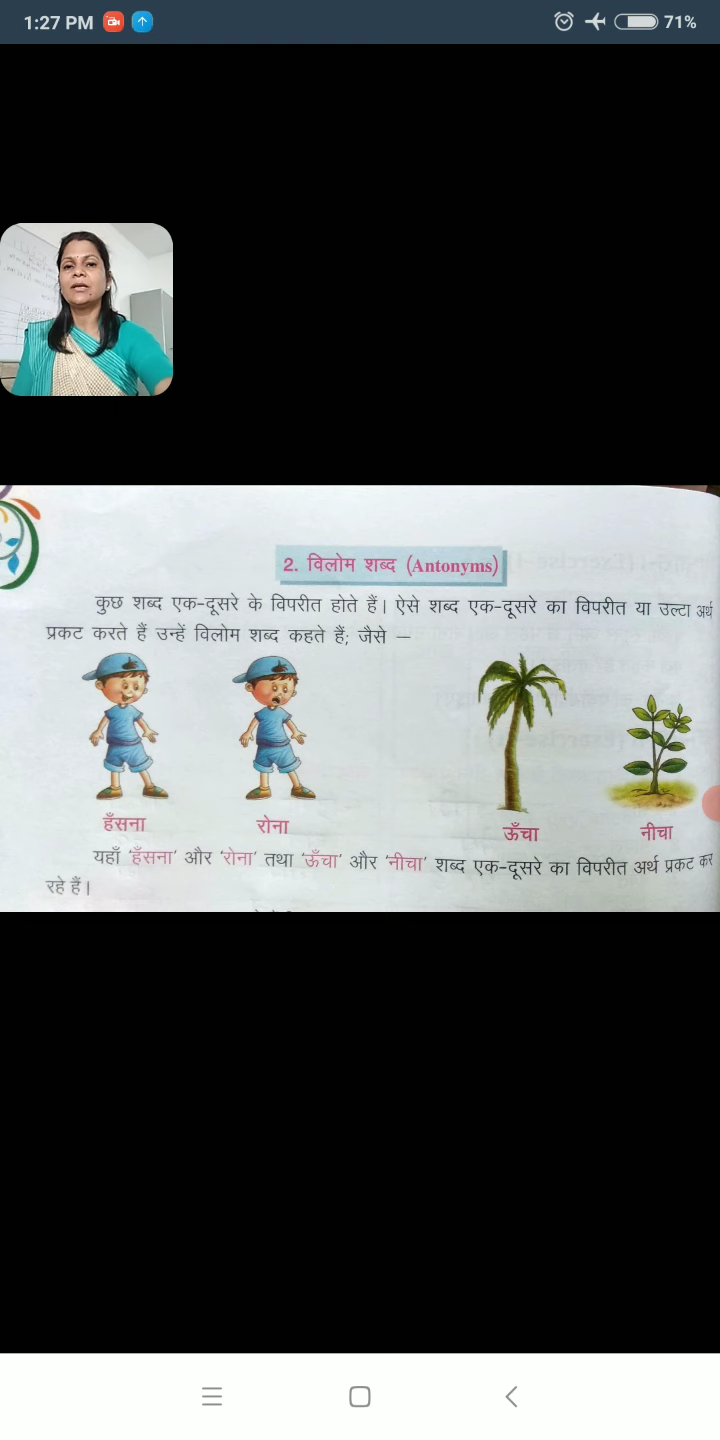 1:27 PM
71%
2. विलोम शब्द (Antonyms)
कुछ शब्द एक-दूसरे के विपरीत होते हैं। ऐसे शब्द एक-दूसरे का विपरीत या उल्टा अर्थ
प्रकट करते हैं उन्हें विलोम शब्द कहते हैं; जैसे —
हँसना रोना ऊँचा नीचा
यहाँ ‘हँसना’ और ‘रोना’ तथा ‘ऊँचा’ और ‘नीचा’ शब्द एक-दूसरे का विपरीत अर्थ प्रकट कर
रहे हैं।